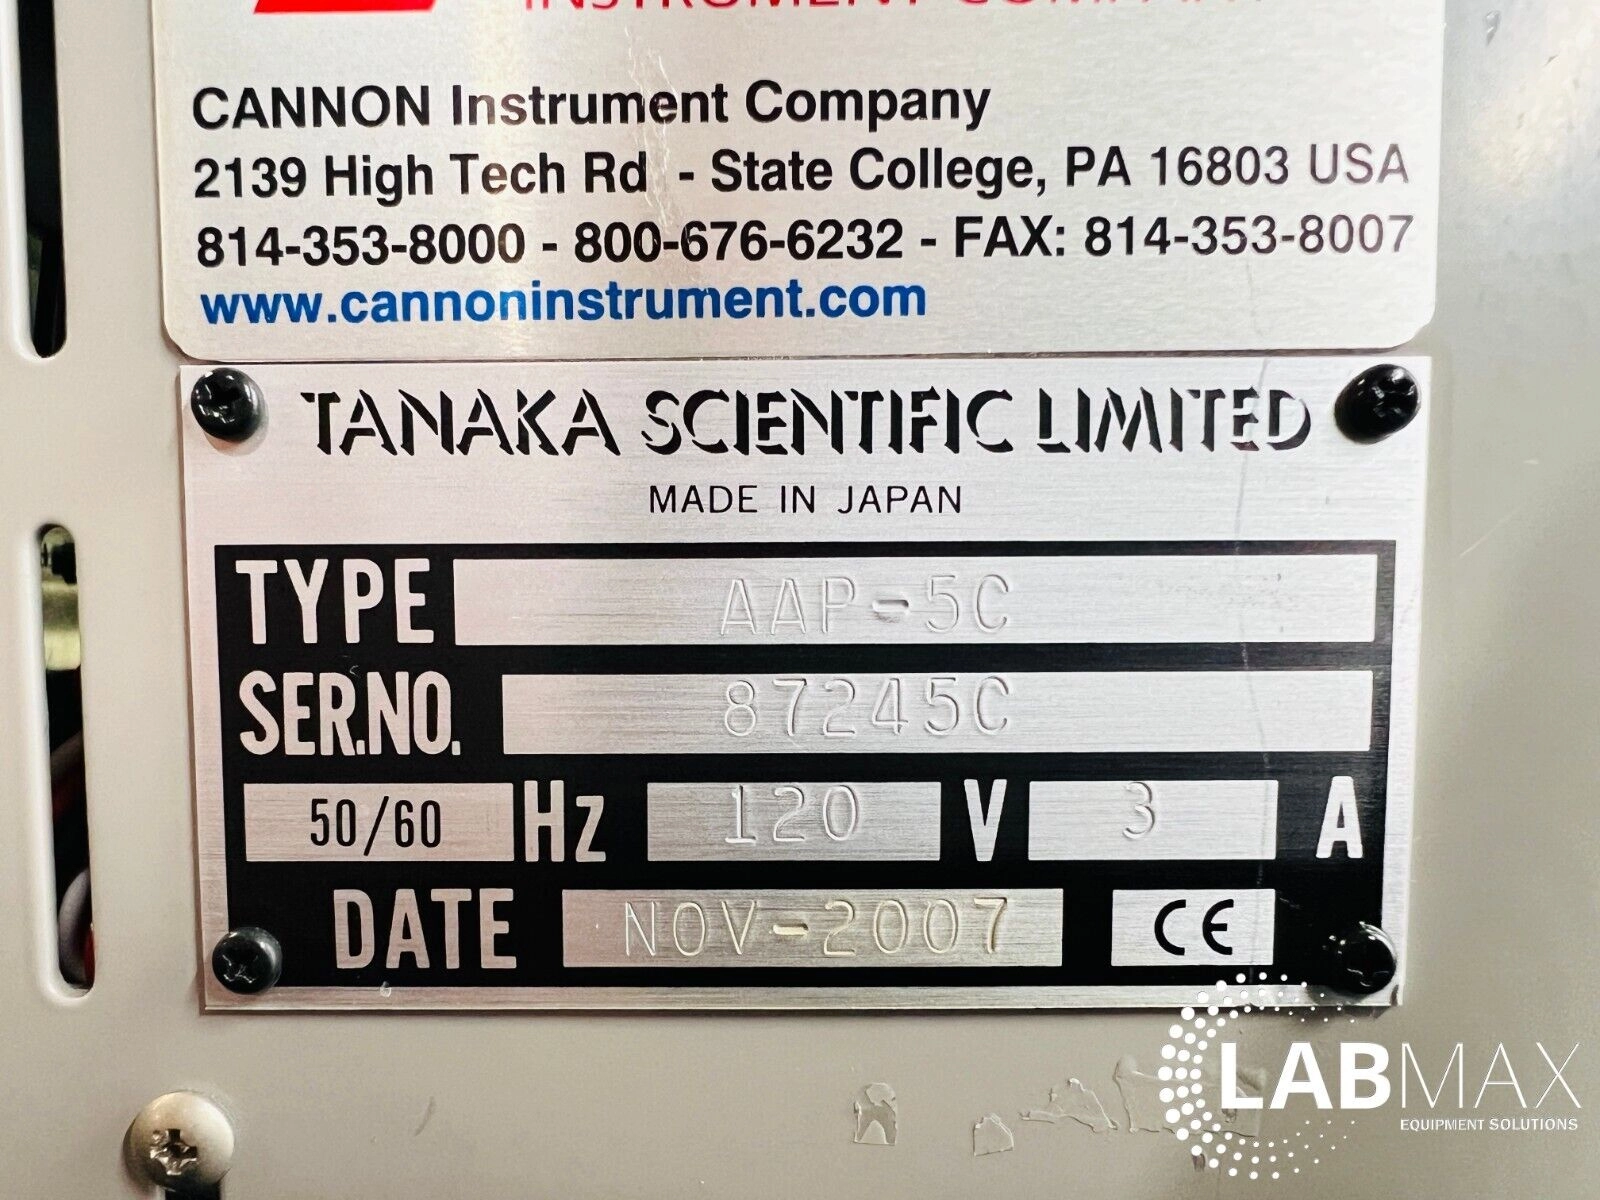 INSTRUMENT COMPANY
CANNON Instrument Company
2139 High Tech Rd - State College, PA 16803 USA
814-353-8000 - 800-676-6232 - FAX: 814-353-8007
www.cannoninstrument.com
TANAKA SCIENTIFIC LIMITED
MADE IN JAPAN
TYPE AAP-5C
SER.NO. 87245C
50/60 Hz 120 V 3 A
DATE NOV-2007 CE
LABMAX
EQUIPMENT SOLUTIONS